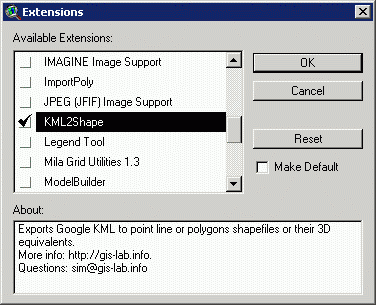 Extensions
Available Extensions:
IMAGINE Image Support
ImportPoly
JPEG (JFIF) Image Support
KML2Shape
Legend Tool
Mila Grid Utilities 1.3
ModelBuilder
OK
Cancel
Reset
Make Default
About:
Exports Google KML to point line or polygons shapefiles or their 3D
equivalents.
More info: http://gis-lab.info.
Questions: sim@gis-lab.info